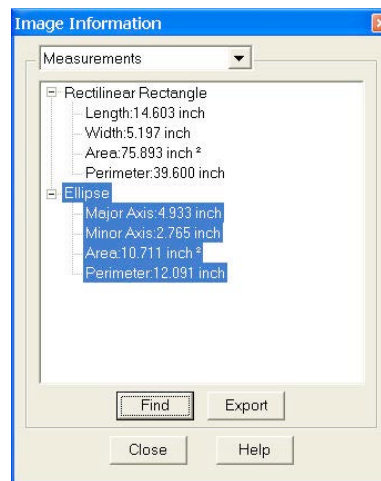 Image Information
Measurements
Rectilinear Rectangle
Length:14.603 inch
Width:5.197 inch
Area:75.893 inch ²
Perimeter:39.600 inch
Ellipse
Major Axis:4.933 inch
Minor Axis:2.765 inch
Area:10.711 inch ²
Perimeter:12.091 inch
Find Export
Close Help